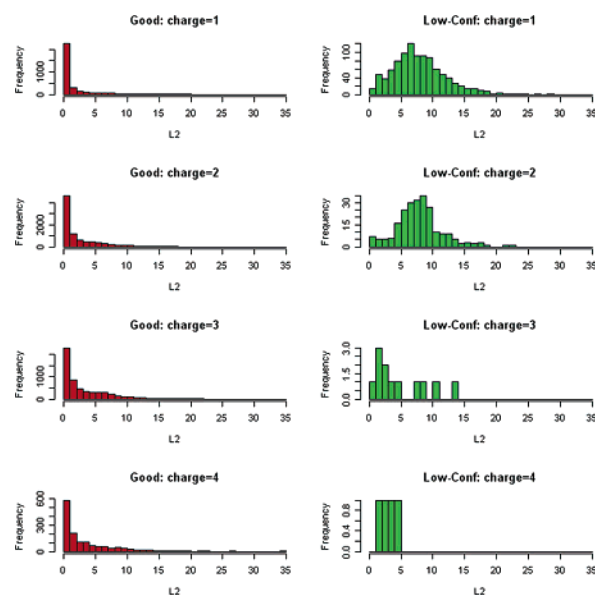 Good: charge=1
Frequency
0 1000
0 5 10 15 20 25 30 35
L2
Low-Conf: charge=1
Frequency
0 40 100
0 5 10 15 20 25 30 35
L2
Good: charge=2
Frequency
0 2000
0 5 10 15 20 25 30 35
L2
Low-Conf: charge=2
Frequency
0 15 30
0 5 10 15 20 25 30 35
L2
Good: charge=3
Frequency
0 1000
0 5 10 15 20 25 30 35
L2
Low-Conf: charge=3
Frequency
0.0 1.5 3.0
0 5 10 15 20 25 30 35
L2
Good: charge=4
Frequency
0 300 600
0 5 10 15 20 25 30 35
L2
Low-Conf: charge=4
Frequency
0.0 0.4 0.8
0 5 10 15 20 25 30 35
L2